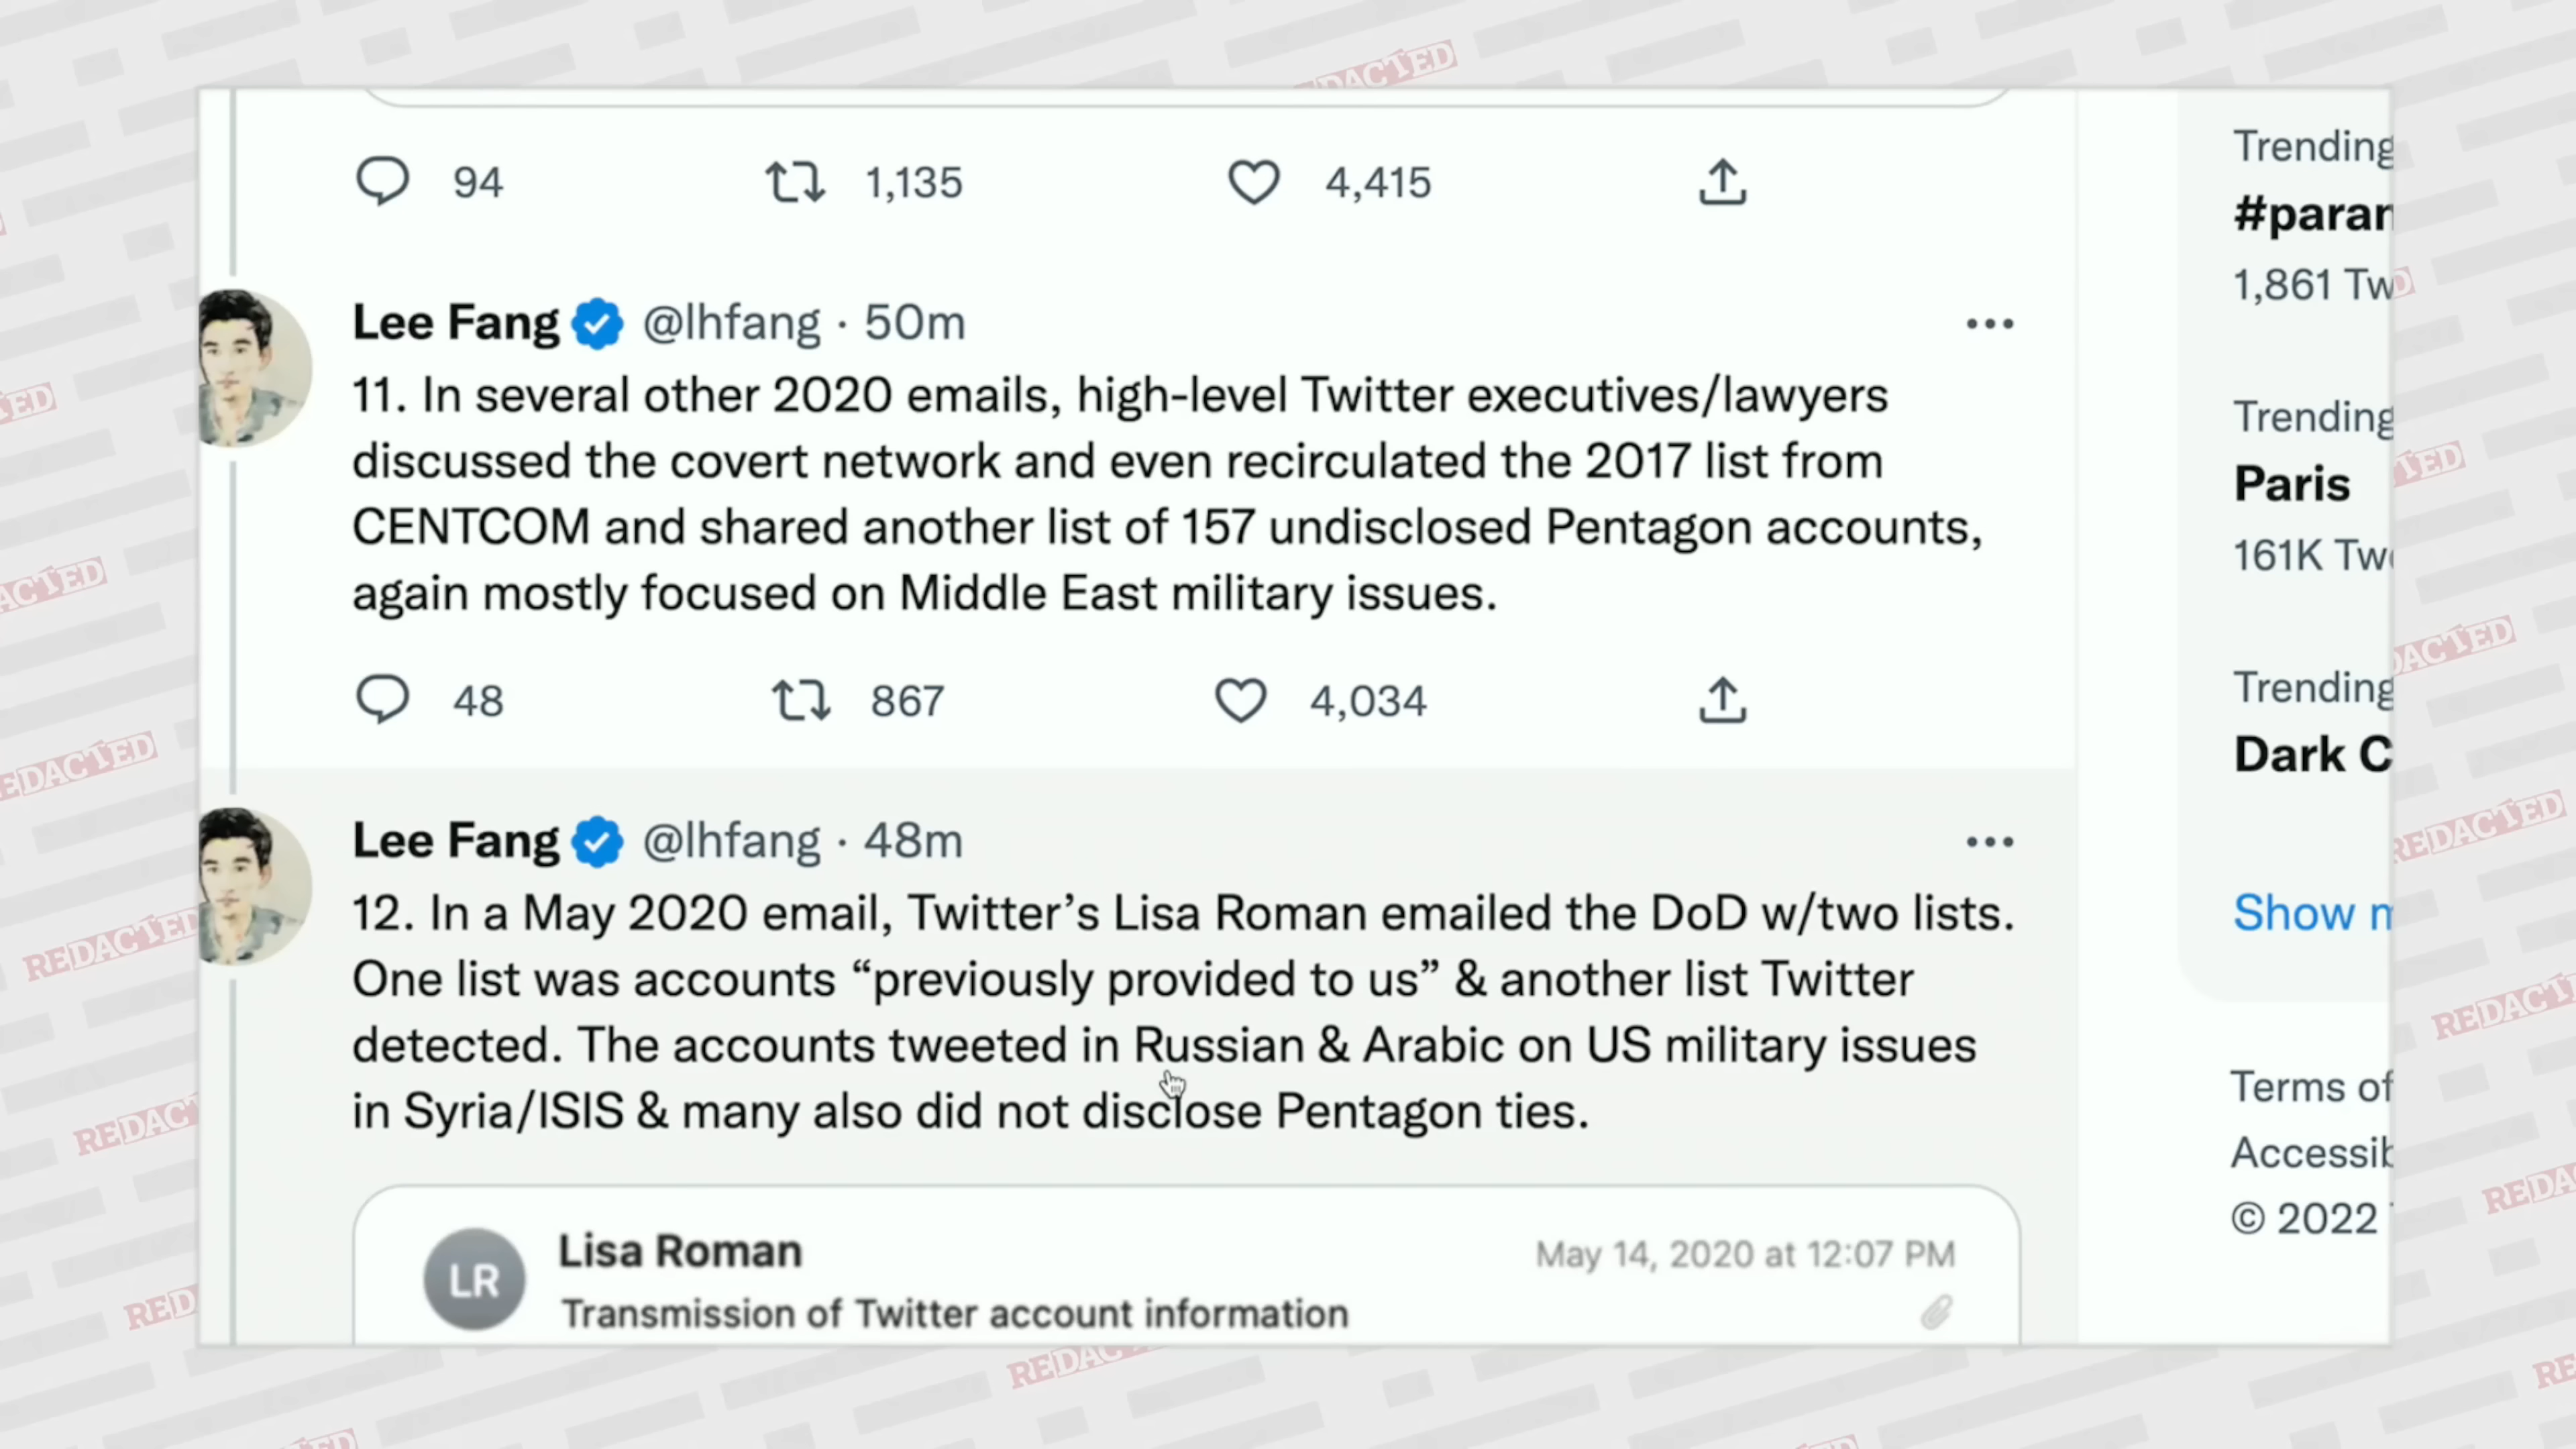 94 1,135 4,415
Lee Fang @lhfang · 50m
11. In several other 2020 emails, high-level Twitter executives/lawyers
discussed the covert network and even recirculated the 2017 list from
CENTCOM and shared another list of 157 undisclosed Pentagon accounts,
again mostly focused on Middle East military issues.
48 867 4,034
Lee Fang @lhfang · 48m
12. In a May 2020 email, Twitter’s Lisa Roman emailed the DoD w/two lists.
One list was accounts “previously provided to us” & another list Twitter
detected. The accounts tweeted in Russian & Arabic on US military issues
in Syria/ISIS & many also did not disclose Pentagon ties.
LR
Lisa Roman May 14, 2020 at 12:07 PM
Transmission of Twitter account information
Trending
#paran
1,861 Tw
Trending
Paris
161K Tw
Trending
Dark C
Show m
Terms of
Accessib
© 2022
REDACTED